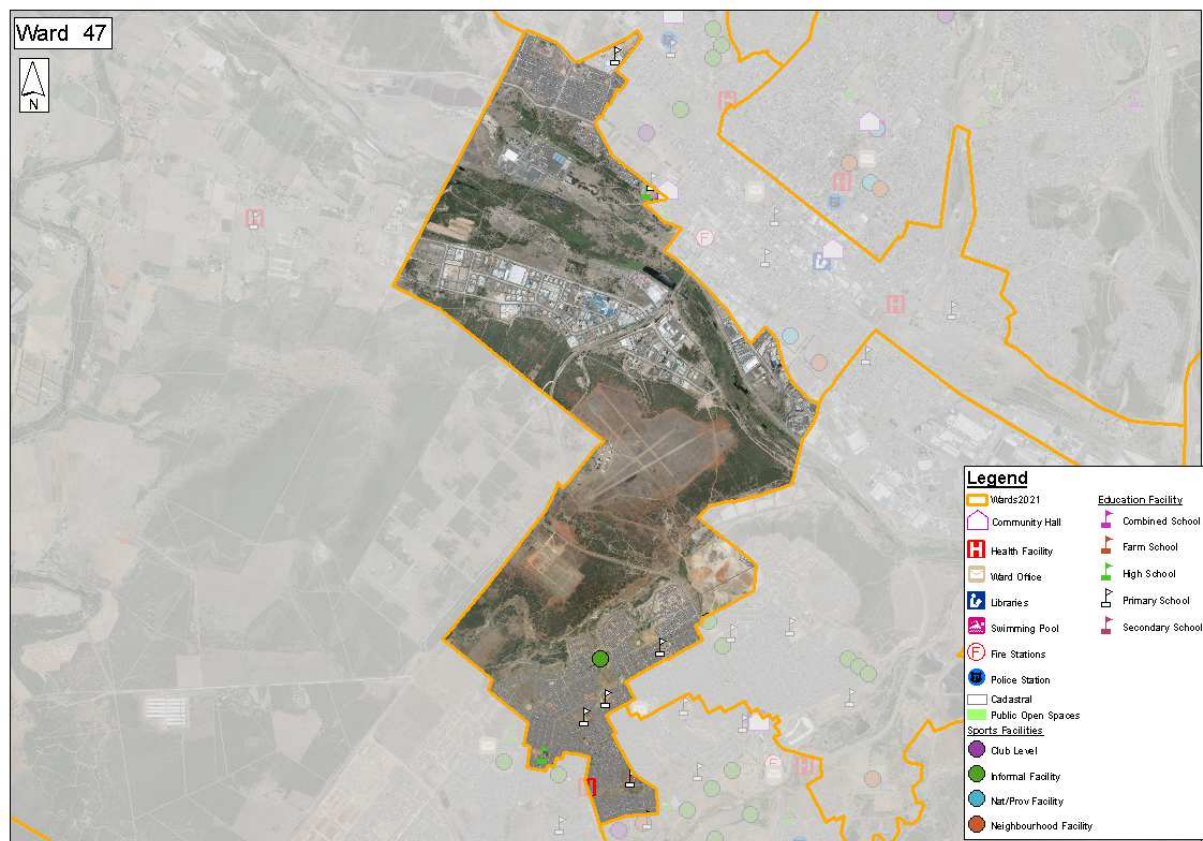 Ward 47
N
Legend
Wards2021
Community Hall
Health Facility
Ward Office
Libraries
Swimming Pool
Fire Stations
Police Station
Cadastral
Public Open Spaces
Sports Facilities
Club Level
Informal Facility
Nat/Prov Facility
Neighbourhood Facility
Education Facility
Combined School
Farm School
High School
Primary School
Secondary School